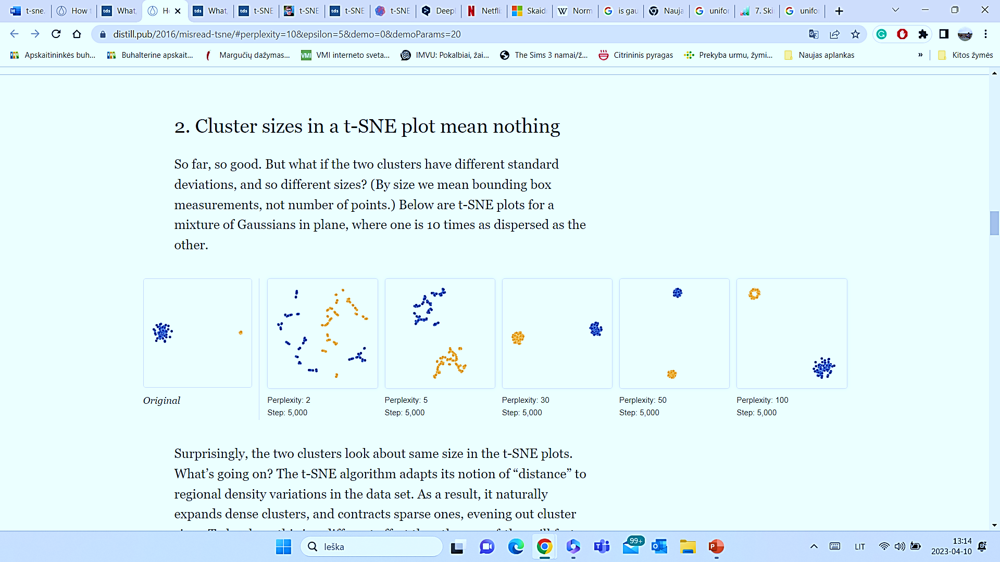 t-sne.
How t
What,
Ho
What,
t-SNE
t-SNE
t-SNE
t-SNE
Deepl
Netfli
Skaid
Norm
is gau
Nauja
unifor
7. Ski
unifor
distill.pub/2016/misread-tsne/#perplexity=10&epsilon=5&demo=0&demoParams=20
Apskaitininkės buh...
Buhalterine apskait...
Margučių dažymas...
VMI interneto sveta...
IMVU: Pokalbiai, žai...
The Sims 3 namai/ž...
Citrininis pyragas
Prekyba urmu, žymi...
Naujas aplankas
»
Kitos žymės
2. Cluster sizes in a t-SNE plot mean nothing
So far, so good. But what if the two clusters have different standard
deviations, and so different sizes? (By size we mean bounding box
measurements, not number of points.) Below are t-SNE plots for a
mixture of Gaussians in plane, where one is 10 times as dispersed as the
other.
Original
Perplexity: 2
Step: 5,000
Perplexity: 5
Step: 5,000
Perplexity: 30
Step: 5,000
Perplexity: 50
Step: 5,000
Perplexity: 100
Step: 5,000
Surprisingly, the two clusters look about same size in the t-SNE plots.
What's going on? The t-SNE algorithm adapts its notion of “distance” to
regional density variations in the data set. As a result, it naturally
expands dense clusters, and contracts sparse ones, evening out cluster
Ieška
99+
LIT
13:14
2023-04-10